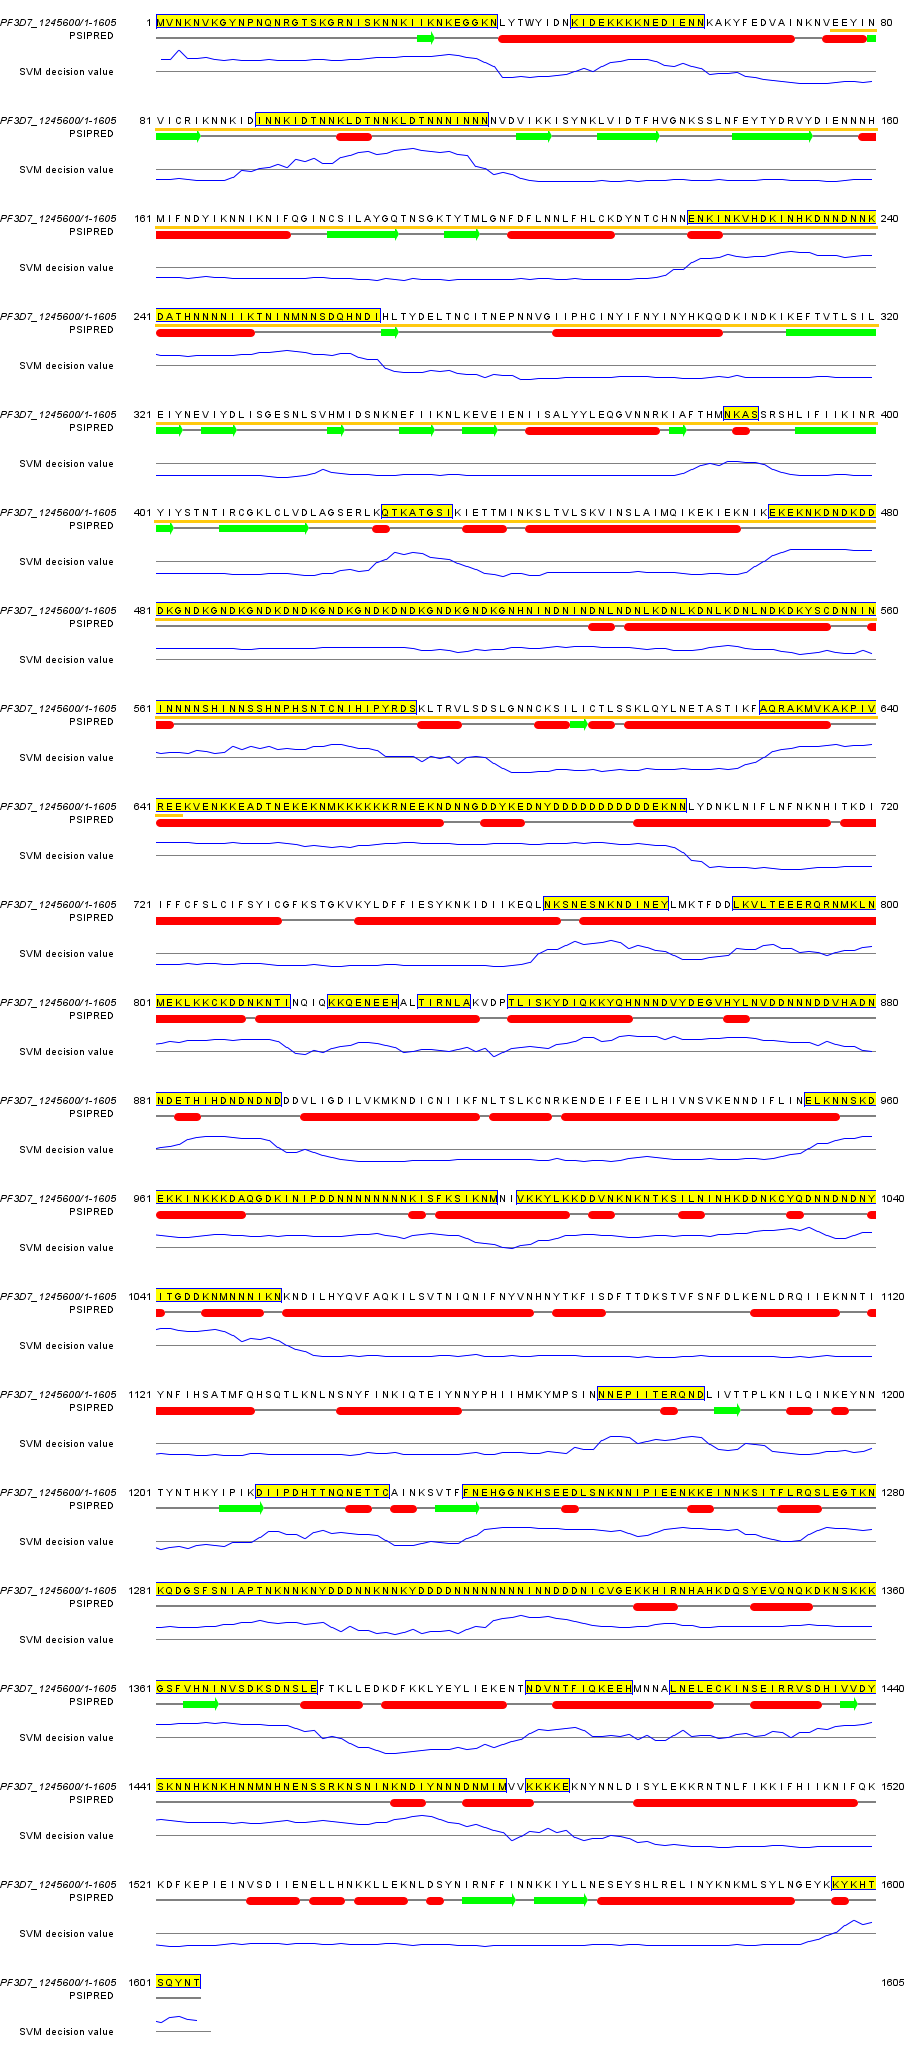 PF3D7_1245600/1-1605 1 MVNKNVKGYNPNQNRGTSKGRNISKNNKIIKNKEGGKNLYTWYIDNKIDEKKKKNEDIENNKAKYFEDVAINKNVEEYIN 80
PSIPRED
SVM decision value
PF3D7_1245600/1-1605 81 VICRIKNNKIDINNKIDTNNKLDTNNKLDTNNNINNNNVDVIKKISYNKLVIDTFHVGNKSSLNFEYTYDRVYDIENNNH 160
PSIPRED
SVM decision value
PF3D7_1245600/1-1605 161 MIFNDYIKNNIKNIFQGINCSILAYGQTNSGKTYTMLGNFDFLNNLFHLCKDYNTCHNNENKINKVHDKINHKDNNDNNK 240
PSIPRED
SVM decision value
PF3D7_1245600/1-1605 241 DATHNNNNIIKTNINMNNSDQHNDIHLTYDELTNCITNEPNNVGIIPHCINYIFNYINYHKQQDKINDKIKEFTVTLSIL 320
PSIPRED
SVM decision value
PF3D7_1245600/1-1605 321 EIYNEVIYDLISGESNLSVHMIDSNKNEFIIKNLKEVEIENIISALYYLEQGVNNRKIAFTHMNKASSRSHLIFIIKINR 400
PSIPRED
SVM decision value
PF3D7_1245600/1-1605 401 YIYSTNTIRCGKLCLVDLAGSERLKQTKATGSIKIETTMINKSLTVLSKVINSLAIMQIKEKIEKNIKEKEKNKDNDKDD 480
PSIPRED
SVM decision value
PF3D7_1245600/1-1605 481 DKGNDKGNDKGNDKDNDKGNDKGNDKDNDKGNDKGNDKGNHNINDNINDNLNDNLKDNLKDNLKDNLNDKDKYSCDNNIN 560
PSIPRED
SVM decision value
PF3D7_1245600/1-1605 561 INNNNSHINNSSHNPHSNTCNIHIPYRDSKLTRVLSDSLGNNCKSILICTLSSKLQYLNETASTIKFAQRAKMVKAKPIV 640
PSIPRED
SVM decision value
PF3D7_1245600/1-1605 641 REEKVENKKEADTNEKEKNMKKKKKKRNEEKNDNNGDDYKEDNYDDDDDDDDDDDEKNNLYDNKLNIFLNFNKNHITKDI 720
PSIPRED
SVM decision value
PF3D7_1245600/1-1605 721 IFFCFSLCIFSYICGFKSTGKVKYLDFFIESYKNKIDIIKEQLNKSNESNKNDINEYLMKTFDDLKVLTEEERQRNMKLN 800
PSIPRED
SVM decision value
PF3D7_1245600/1-1605 801 MEKLKKCKDDNKNTINQIQKKQENEEHALTIRNLAKVDPTLISKYDIQKKYQHNNNDVYDEGVHYLNVDDNNNDDVHADN 880
PSIPRED
SVM decision value
PF3D7_1245600/1-1605 881 NDETHIHDNDNDNDDDVLIGDILVKMKNDICNIIKFNLTSLKCNRKENDEIFEEILHIVNSVKENNDIFLINELKNNSKD 960
PSIPRED
SVM decision value
PF3D7_1245600/1-1605 961 EKKINKKKDAQGDKINIPDDNNNNNNNNKISFKSIKNMNIVKKYLKKDDVNKNKNTKSILNINHKDDNKCYQDNNDNDNY 1040
PSIPRED
SVM decision value
PF3D7_1245600/1-1605 1041 ITGDDKNMNNNIKNKNDILHYQVFAQKILSVTNIQNIFNYVNHNYTKFISDFTTDKSTVFSNFDLKENLDRQIIEKNNTI 1120
PSIPRED
SVM decision value
PF3D7_1245600/1-1605 1121 YNFIHSATMFQHSQTLKNLNSNYFINKIQTEIYNNYPHIIHMKYMPSINNNEPIITERQNDLIVTTPLKNILQINKEYNN 1200
PSIPRED
SVM decision value
PF3D7_1245600/1-1605 1201 TYNTHKYIPIKDIIPDHTTNQNETTCAINKSVTFFNEHGGNKHSEEDLSNKNNIPIEENKKEINNKSITFLRQSLEGTKN 1280
PSIPRED
SVM decision value
PF3D7_1245600/1-1605 1281 KQDGSFSNIAPTNKNNKNYDDDNNKNNKYDDDDNNNNNNNNINNDDDNICVGEKKHIRNHAHKDQSYEVQNQKDKNSKKK 1360
PSIPRED
SVM decision value
PF3D7_1245600/1-1605 1361 GSFVHNINVSDKSDNSLEFTKLLEDKDFKKLYEYLIEKENTNDVNTFIQKEEHMNNALNELECKINSEIRRVSDHIVVDY 1440
PSIPRED
SVM decision value
PF3D7_1245600/1-1605 1441 SKNNHKNKHNNMNHNENSSRKNSNINKNDIYNNNDNMIMVVKKKKEKNYNNLDISYLEKKRNTNLFIKKIFHIIKNIFQK 1520
PSIPRED
SVM decision value
PF3D7_1245600/1-1605 1521 KDFKEPIEINVSDIIENELLHNKKLLEKNLDSYNIRNFFINNKKIYLLNESEYSHLRELINYKNKMLSYLNGEYKKYKHT 1600
PSIPRED
SVM decision value
PF3D7_1245600/1-1605 1601 SQYNT 1605
PSIPRED
SVM decision value